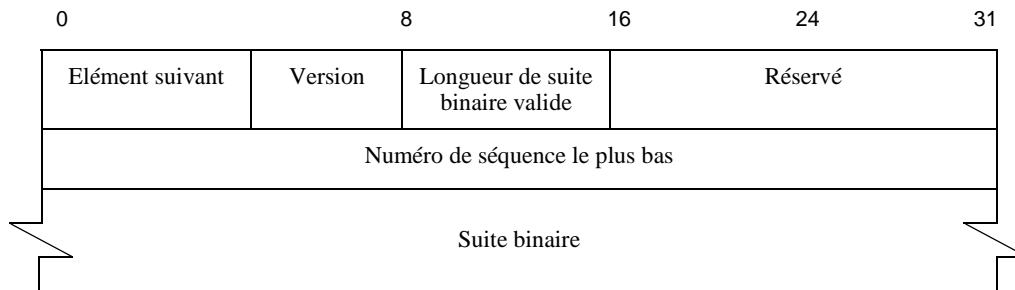 0 8 16 24 31
Elément suivant Version Longueur de suite Réservé
binaire valide
Numéro de séquence le plus bas
Suite binaire